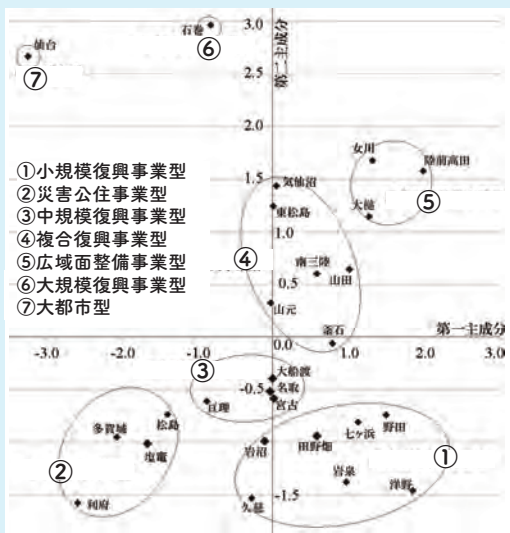 3.0
石巻
⑥
第二主成分
仙台
⑦
2.5
2.0
女川
陸前高田
①小規模復興事業型
②災害公住事業型
③中規模復興事業型
④複合復興事業型
⑤広域面整備事業型
⑥大規模復興事業型
⑦大都市型
気仙沼
1.5
大槌
⑤
東松島
1.0
④
南三陸
山田
0.5
山元
釜石
第一主成分
-3.0
-2.0
-1.0
0.0
1.0
2.0
3.0
③
大船渡
-0.5
名取
亘理
宮古
多賀城
松島
塩竈
七ヶ浜
野田
岩沼
田野畑
①
②
岩泉
洋野
利府
久慈
-1.5